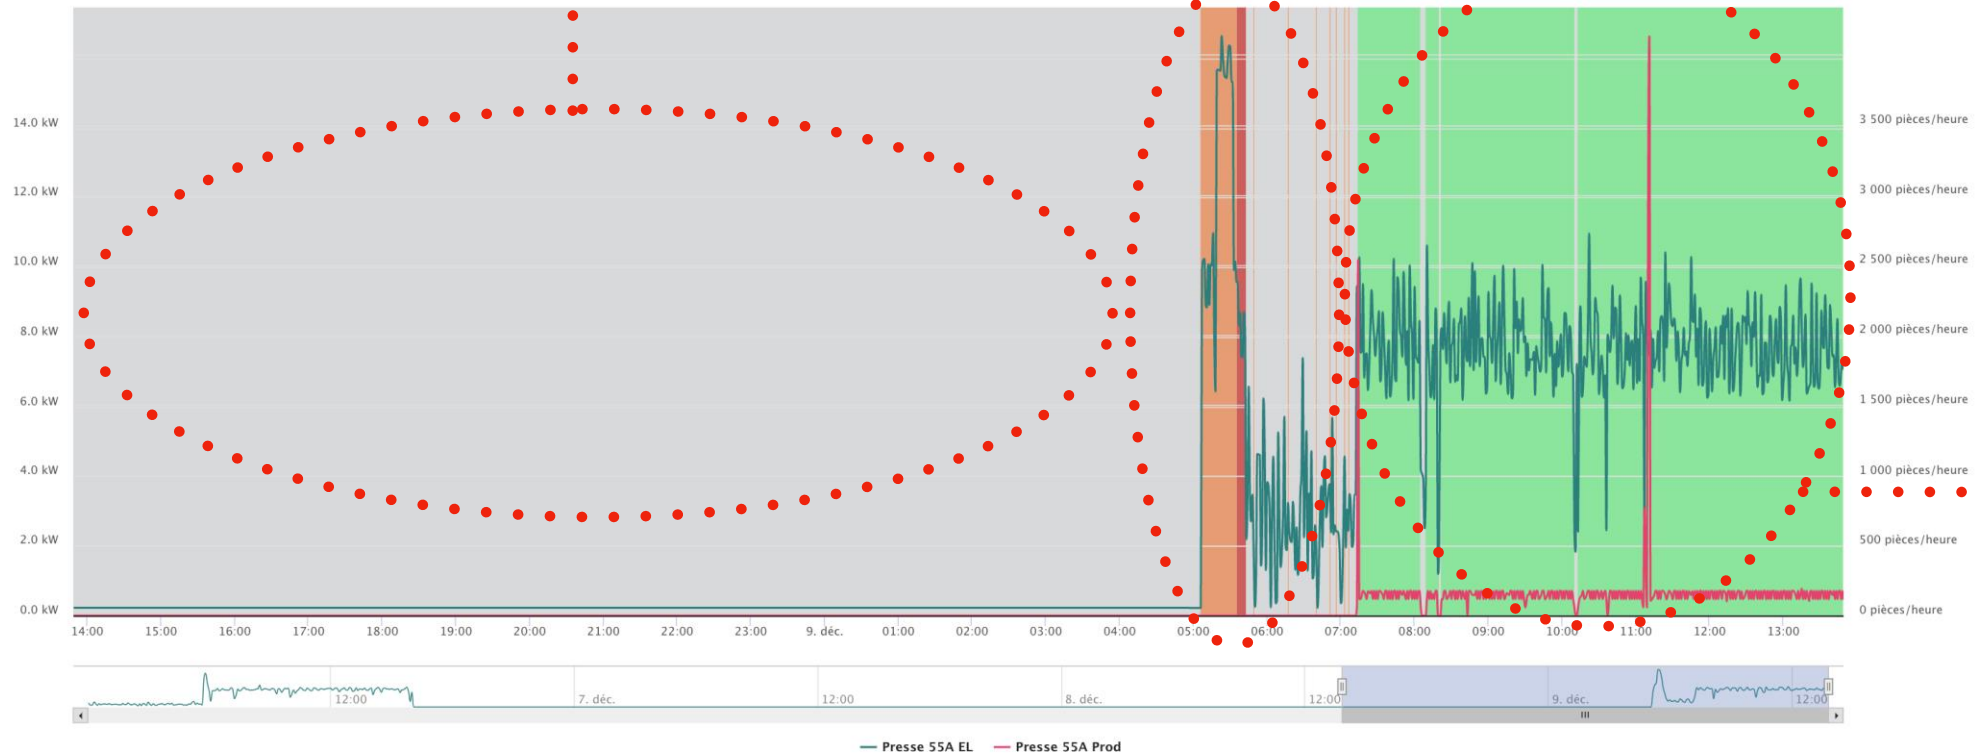 14.0 kW
12.0 kW
10.0 kW
8.0 kW
6.0 kW
4.0 kW
2.0 kW
0.0 kW
3 500 pièces/heure
3 000 pièces/heure
2 500 pièces/heure
2 000 pièces/heure
1 500 pièces/heure
1 000 pièces/heure
500 pièces/heure
0 pièces/heure
14:00 15:00 16:00 17:00 18:00 19:00 20:00 21:00 22:00 23:00 9. déc. 01:00 02:00 03:00 04:00 05:00 06:00 07:00 08:00 09:00 10:00 11:00 12:00 13:00
12:00 7. déc. 12:00 8. déc. 12:00 9. déc. 12:00
Presse 55A EL Presse 55A Prod